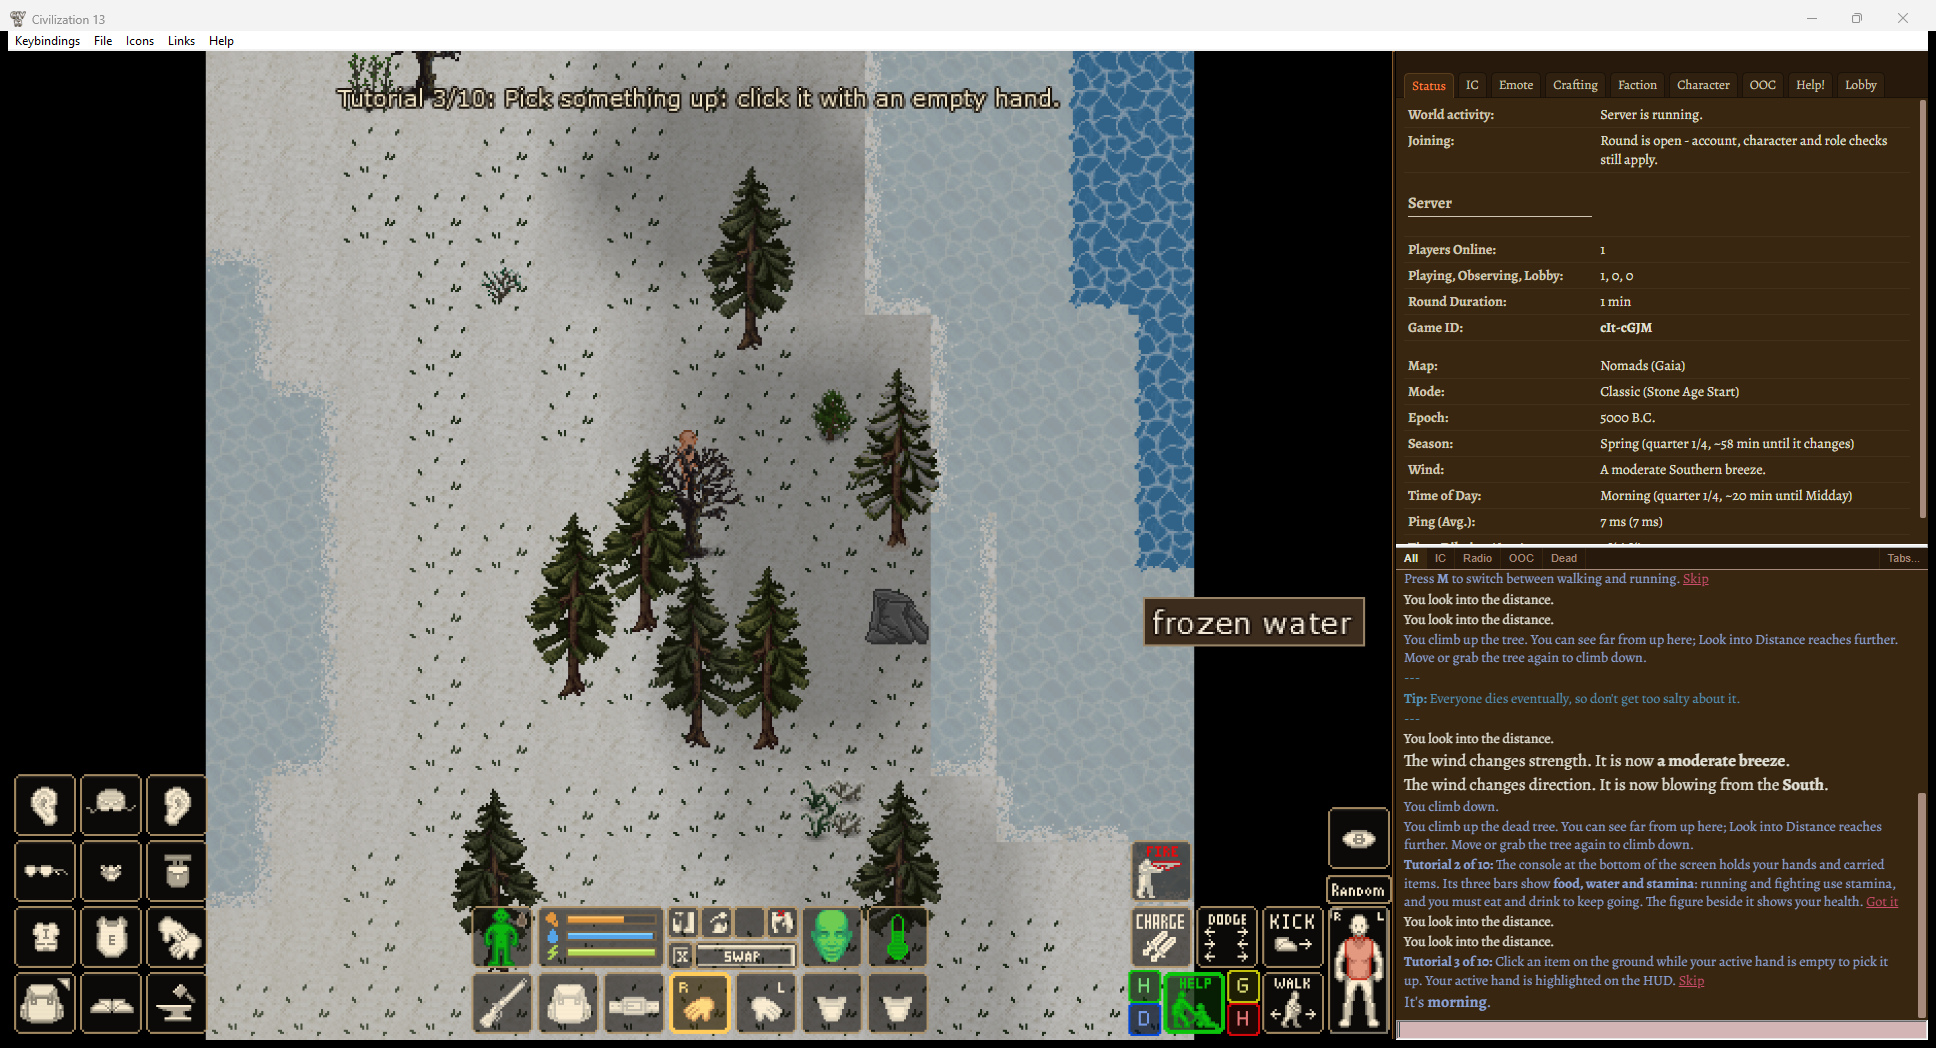 Civilization 13
Keybindings File Icons Links Help
Tutorial 3/10: Pick something up: click it with an empty hand.
frozen water
FIRE
Random
CHARGE
DODGE
KICK
R L
E
I
SWAP
R
L
H
HELP
G
WALK
D
H
Status IC Emote Crafting Faction Character OOC Help! Lobby
World activity: Server is running.
Joining: Round is open - account, character and role checks
still apply.
Server
Players Online: 1
Playing, Observing, Lobby: 1, 0, 0
Round Duration: 1 min
Game ID: cIt-cGJM
Map: Nomads (Gaia)
Mode: Classic (Stone Age Start)
Epoch: 5000 B.C.
Season: Spring (quarter 1/4, ~58 min until it changes)
Wind: A moderate Southern breeze.
Time of Day: Morning (quarter 1/4, ~20 min until Midday)
Ping (Avg.): 7 ms (7 ms)
All IC Radio OOC Dead Tabs...
Press M to switch between walking and running. Skip
You look into the distance.
You look into the distance.
You climb up the tree. You can see far from up here; Look into Distance reaches further.
Move or grab the tree again to climb down.
---
Tip: Everyone dies eventually, so don't get too salty about it.
---
You look into the distance.
The wind changes strength. It is now a moderate breeze.
The wind changes direction. It is now blowing from the South.
You climb down.
You climb up the dead tree. You can see far from up here; Look into Distance reaches
further. Move or grab the tree again to climb down.
Tutorial 2 of 10: The console at the bottom of the screen holds your hands and carried
items. Its three bars show food, water and stamina: running and fighting use stamina,
and you must eat and drink to keep going. The figure beside it shows your health. Got it
You look into the distance.
You look into the distance.
Tutorial 3 of 10: Click an item on the ground while your active hand is empty to pick it
up. Your active hand is highlighted on the HUD. Skip
It's morning.